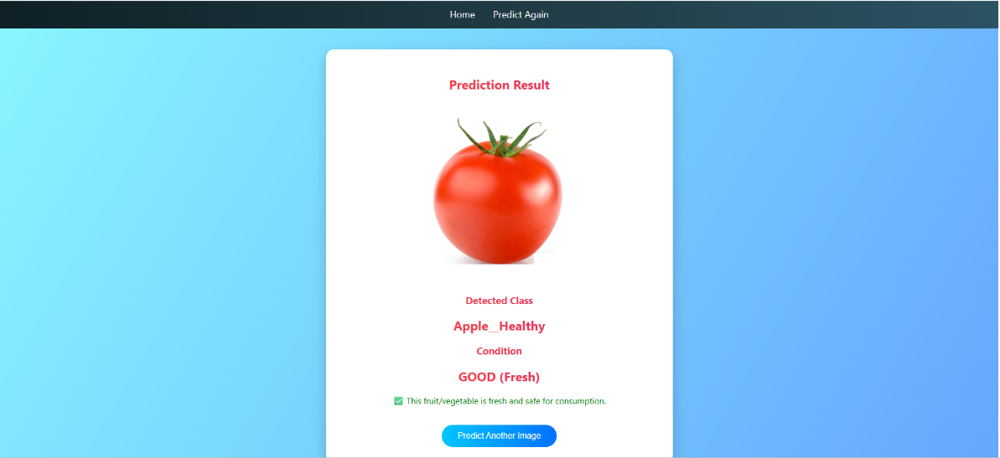 Home Predict Again
Prediction Result
Detected Class
Apple__Healthy
Condition
GOOD (Fresh)
✅ This fruit/vegetable is fresh and safe for consumption.
Predict Another Image